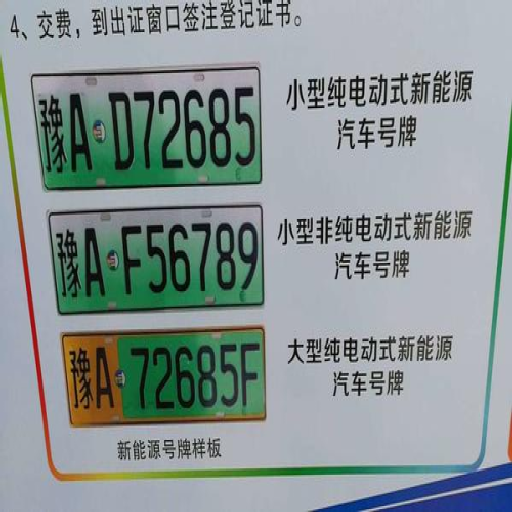 4、交费，到出证窗口签注登记证书。
豫A D72685
小型纯电动式新能源
汽车号牌
豫A F56789
小型非纯电动式新能源
汽车号牌
豫A 72685F
大型纯电动式新能源
汽车号牌
新能源号牌样板